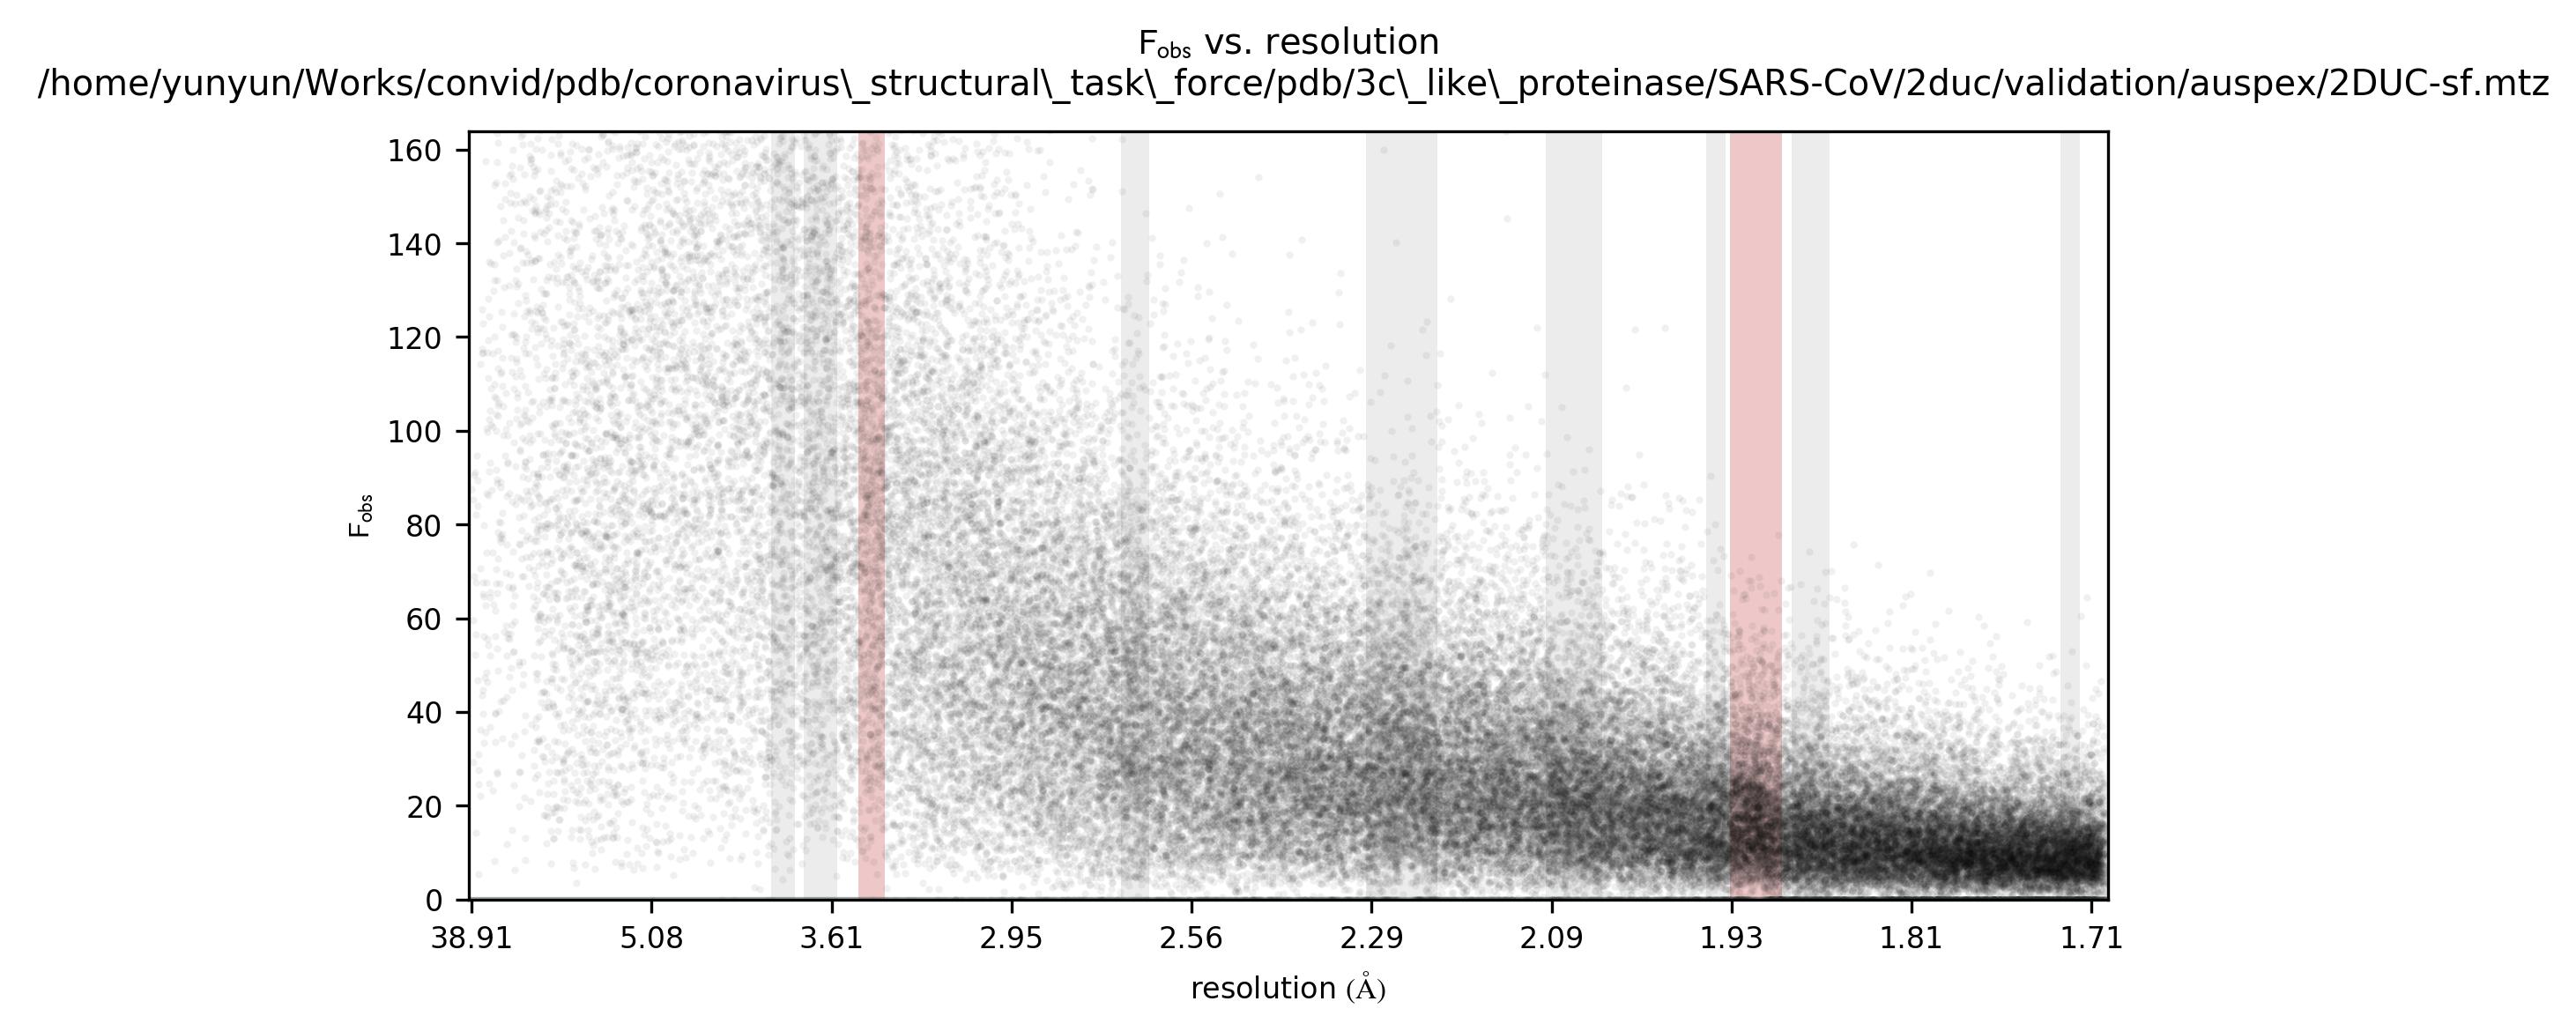 F_obs vs. resolution
/home/yunyun/Works/convid/pdb/coronavirus\_structural\_task\_force/pdb/3c\_like\_proteinase/SARS-CoV/2duc/validation/auspex/2DUC-sf.mtz
160
140
120
100
80
60
40
20
0
F_obs
38.91 5.08 3.61 2.95 2.56 2.29 2.09 1.93 1.81 1.71
resolution (Å)